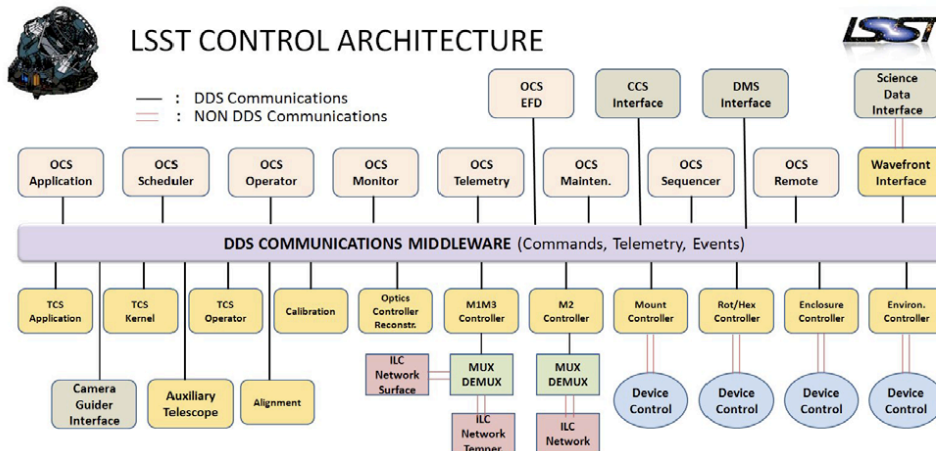 LSST CONTROL ARCHITECTURE
LSST
— : DDS Communications
: NON DDS Communications
OCS
EFD
CCS
Interface
DMS
Interface
Science
Data
Interface
OCS
Application
OCS
Scheduler
OCS
Operator
OCS
Monitor
OCS
Telemetry
OCS
Mainten.
OCS
Sequencer
OCS
Remote
Wavefront
Interface
DDS COMMUNICATIONS MIDDLEWARE (Commands, Telemetry, Events)
TCS
Application
TCS
Kernel
TCS
Operator
Calibration
Optics
Controller
Reconstr.
M1M3
Controller
M2
Controller
Mount
Controller
Rot/Hex
Controller
Enclosure
Controller
Environ.
Controller
Camera
Guider
Interface
Auxiliary
Telescope
Alignment
ILC
Network
Surface
MUX
DEMUX
MUX
DEMUX
Device
Control
Device
Control
Device
Control
Device
Control
iLC
Network
Temper
ILC
Network